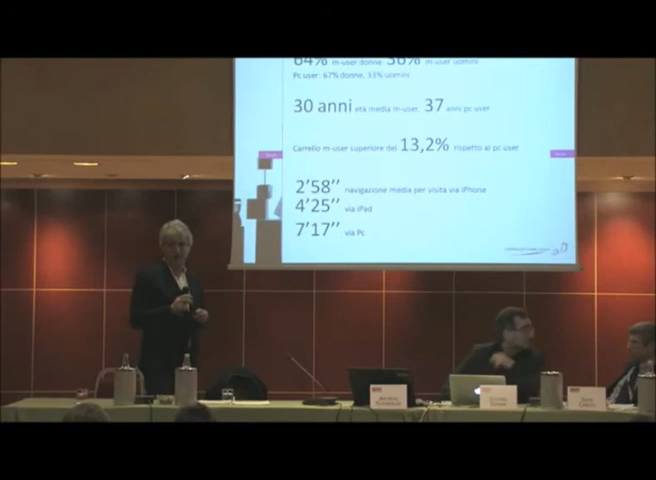 64% m-user donne 36% m-user uomini
Pc user: 67% donne, 33% uomini
30 anni età media m-user, 37 anni pc user
Carrello m-user superiore del 13,2% rispetto al pc user
2'58'' navigazione media per visita via iPhone
4'25'' via iPad
7'17'' via Pc